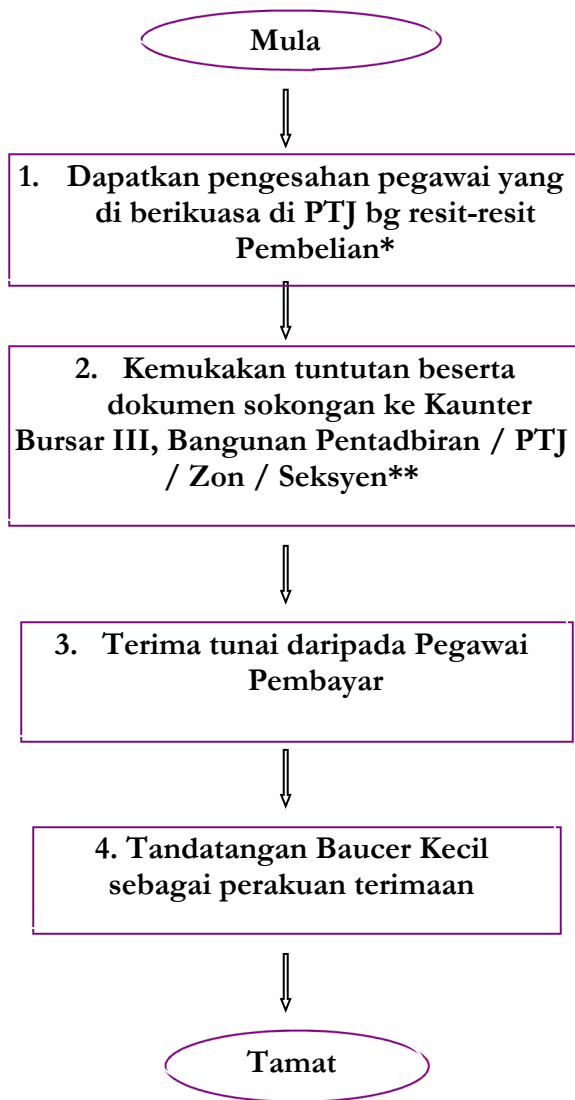 Mula
1. Dapatkan pengesahan pegawai yang
di berikuasa di PTJ bg resit-resit
Pembelian*
2. Kemukakan tuntutan beserta
dokumen sokongan ke Kaunter
Bursar III, Bangunan Pentadbiran / PTJ
/ Zon / Seksyen**
3. Terima tunai daripada Pegawai
Pembayar
4. Tandatangan Baucer Kecil
sebagai perakuan terimaan
Tamat